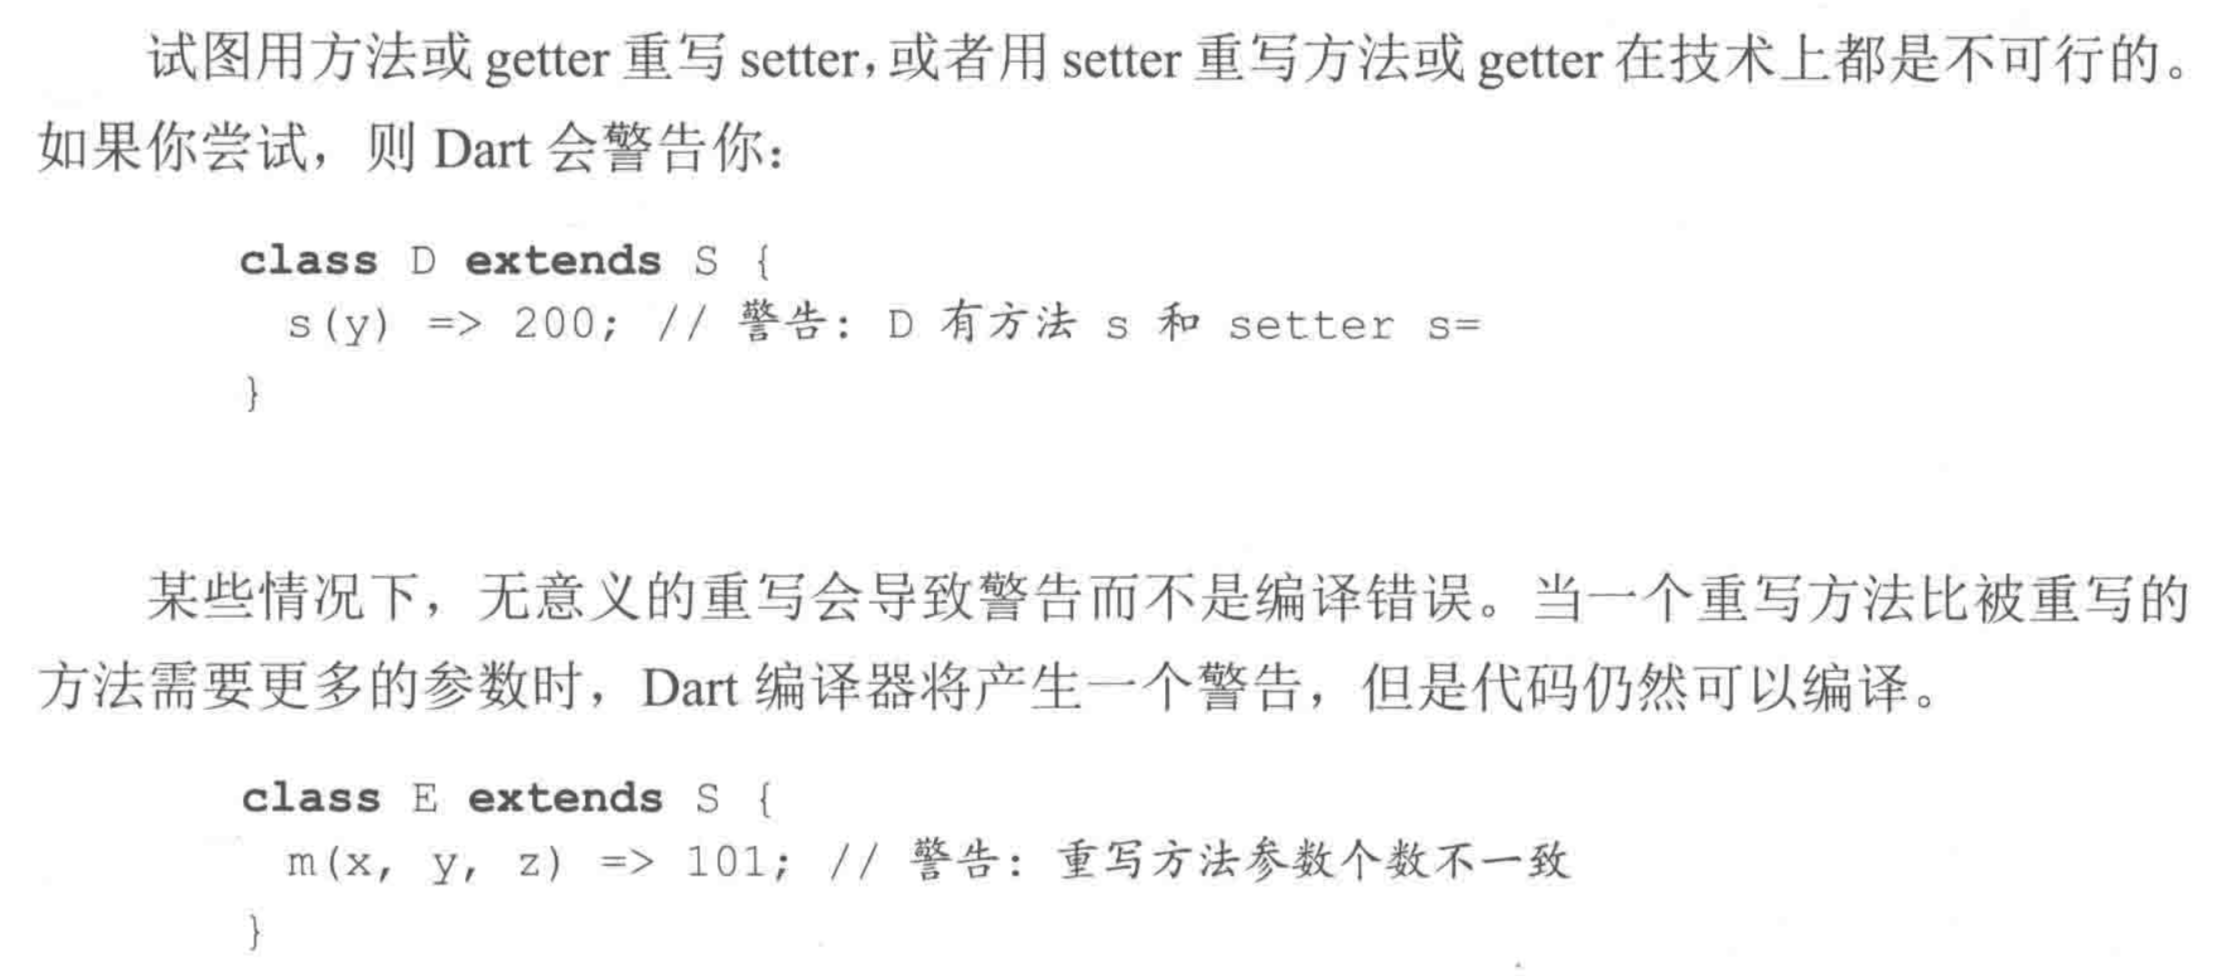 试图用方法或 getter 重写 setter，或者用 setter 重写方法或 getter 在技术上都是不可行的。
如果你尝试，则 Dart 会警告你：
class D extends S {
  s(y) => 200; // 警告: D 有方法 s 和 setter s=
}
某些情况下，无意义的重写会导致警告而不是编译错误。当一个重写方法比被重写的
方法需要更多的参数时，Dart 编译器将产生一个警告，但是代码仍然可以编译。
class E extends S {
  m(x, y, z) => 101; // 警告: 重写方法参数个数不一致
}